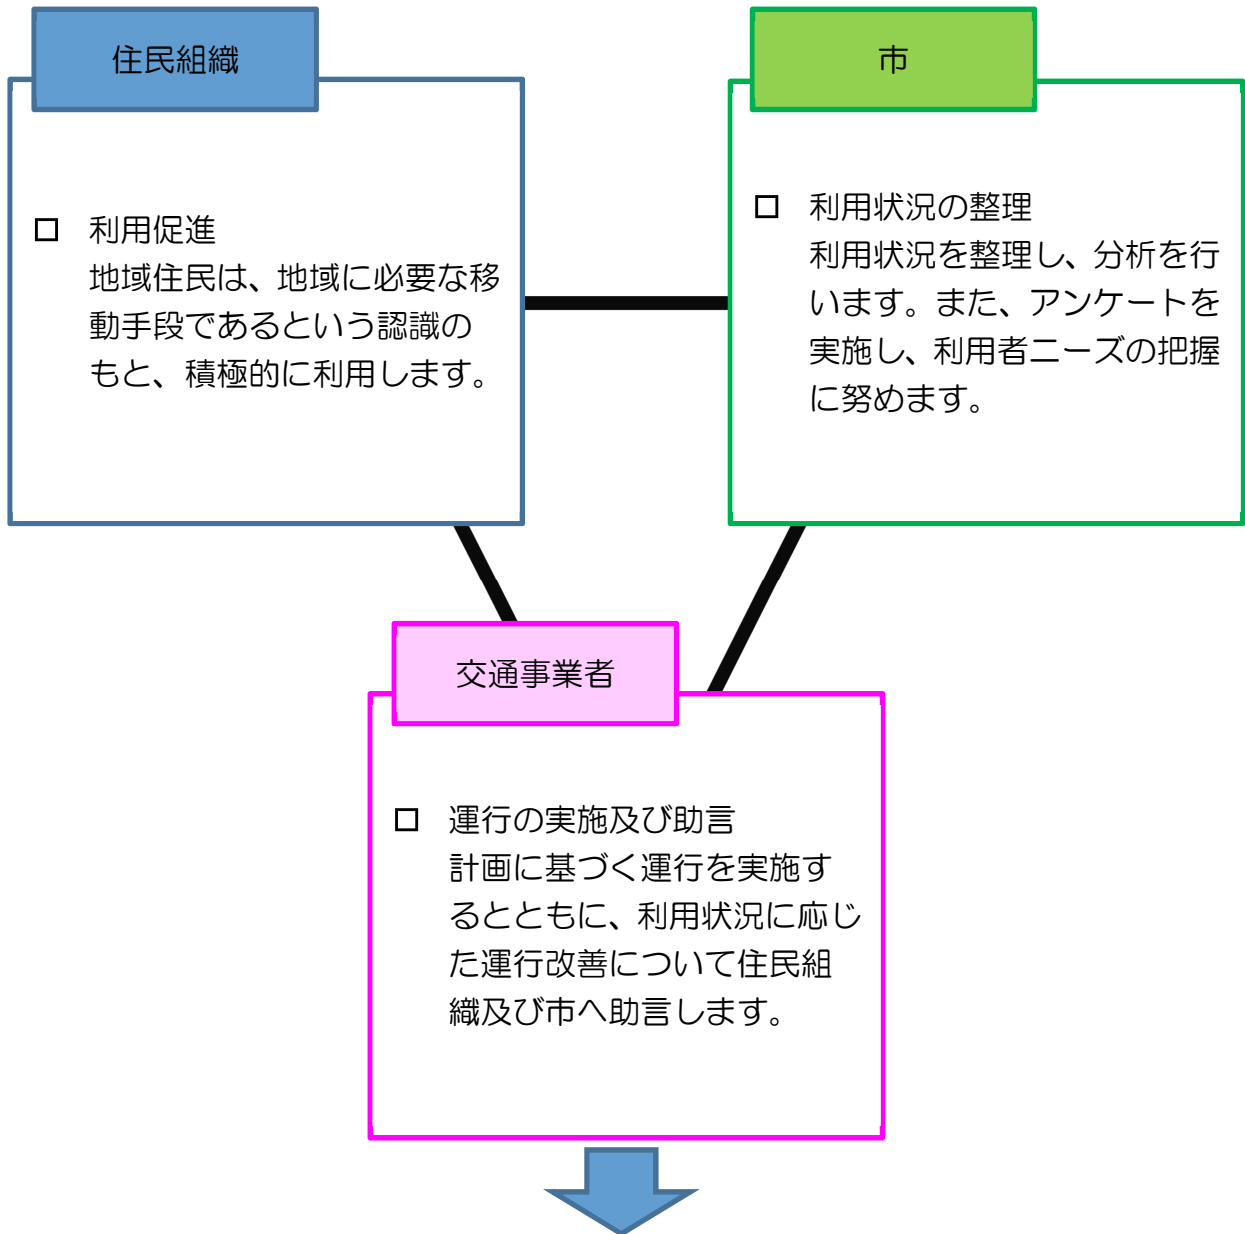 住民組織
□ 利用促進
地域住民は、地域に必要な移
動手段であるという認識の
もと、積極的に利用します。
市
□ 利用状況の整理
利用状況を整理し、分析を行
います。また、アンケートを
実施し、利用者ニーズの把握
に努めます。
交通事業者
□ 運行の実施及び助言
計画に基づく運行を実施す
るとともに、利用状況に応じ
た運行改善について住民組
織及び市へ助言します。